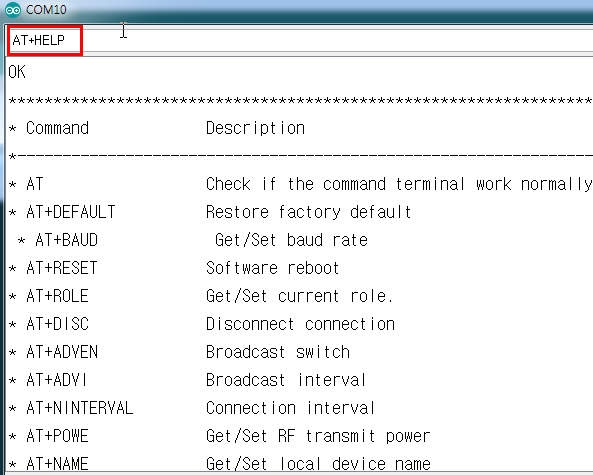 COM10
AT+HELP
OK
******************************************************************
* Command Description
*-----------------------------------------------------------------
* AT Check if the command terminal work normally
* AT+DEFAULT Restore factory default
* AT+BAUD Get/Set baud rate
* AT+RESET Software reboot
* AT+ROLE Get/Set current role.
* AT+DISC Disconnect connection
* AT+ADVEN Broadcast switch
* AT+ADVI Broadcast interval
* AT+NINTERVAL Connection interval
* AT+POWE Get/Set RF transmit power
* AT+NAME Get/Set local device name